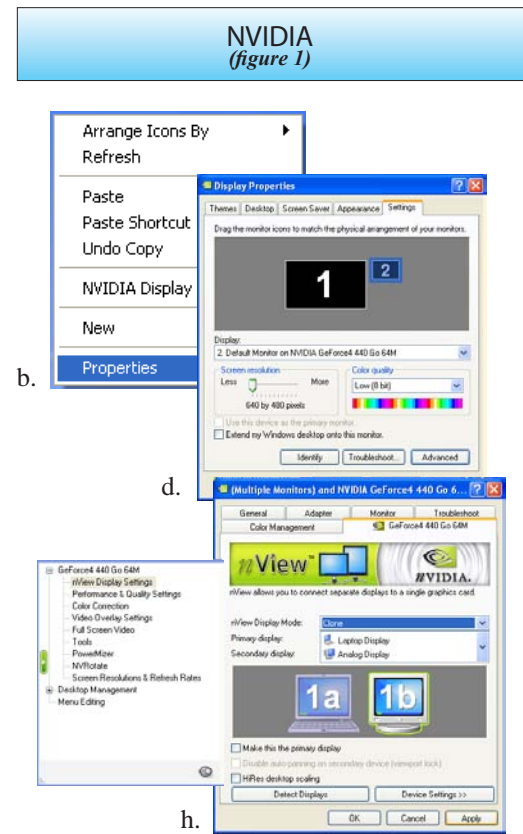 NVIDIA
(figure 1)
Arrange Icons By
Refresh
Paste
Paste Shortcut
Undo Copy
NVIDIA Display
New
Properties
b.
Display Properties
Themes Desktop Screen Saver Appearance Settings
Drag the monitor icons to match the physical arrangement of your monitors.
1 2
Display:
2. Default Monitor on NVIDIA GeForce4 440 Go 64M
Screen resolution
Less More
640 by 480 pixels
Color quality
Low (8 bit)
Use this device as the primary monitor.
Extend my Windows desktop onto this monitor.
Identify Troubleshoot... Advanced
d.
(Multiple Monitors) and NVIDIA GeForce4 440 Go 6...
General Adapter Monitor Troubleshoot
Color Management GeForce4 440 Go 64M
nView™ NVIDIA.
nView allows you to connect separate displays to a single graphics card.
nView Display Mode: Clone
Primary display: Laptop Display
Secondary display: Analog Display
1a 1b
Make this the primary display
Disable auto-panning on secondary device (viewport lock)
HiRes desktop scaling
Detect Displays Device Settings >>
OK Cancel Apply
GeForce4 440 Go 64M
nView Display Settings
Performance & Quality Settings
Color Correction
Video Overlay Settings
Full Screen Video
Tools
PowerMizer
NVRotate
Screen Resolutions & Refresh Rates
Desktop Management
Menu Editing
h.